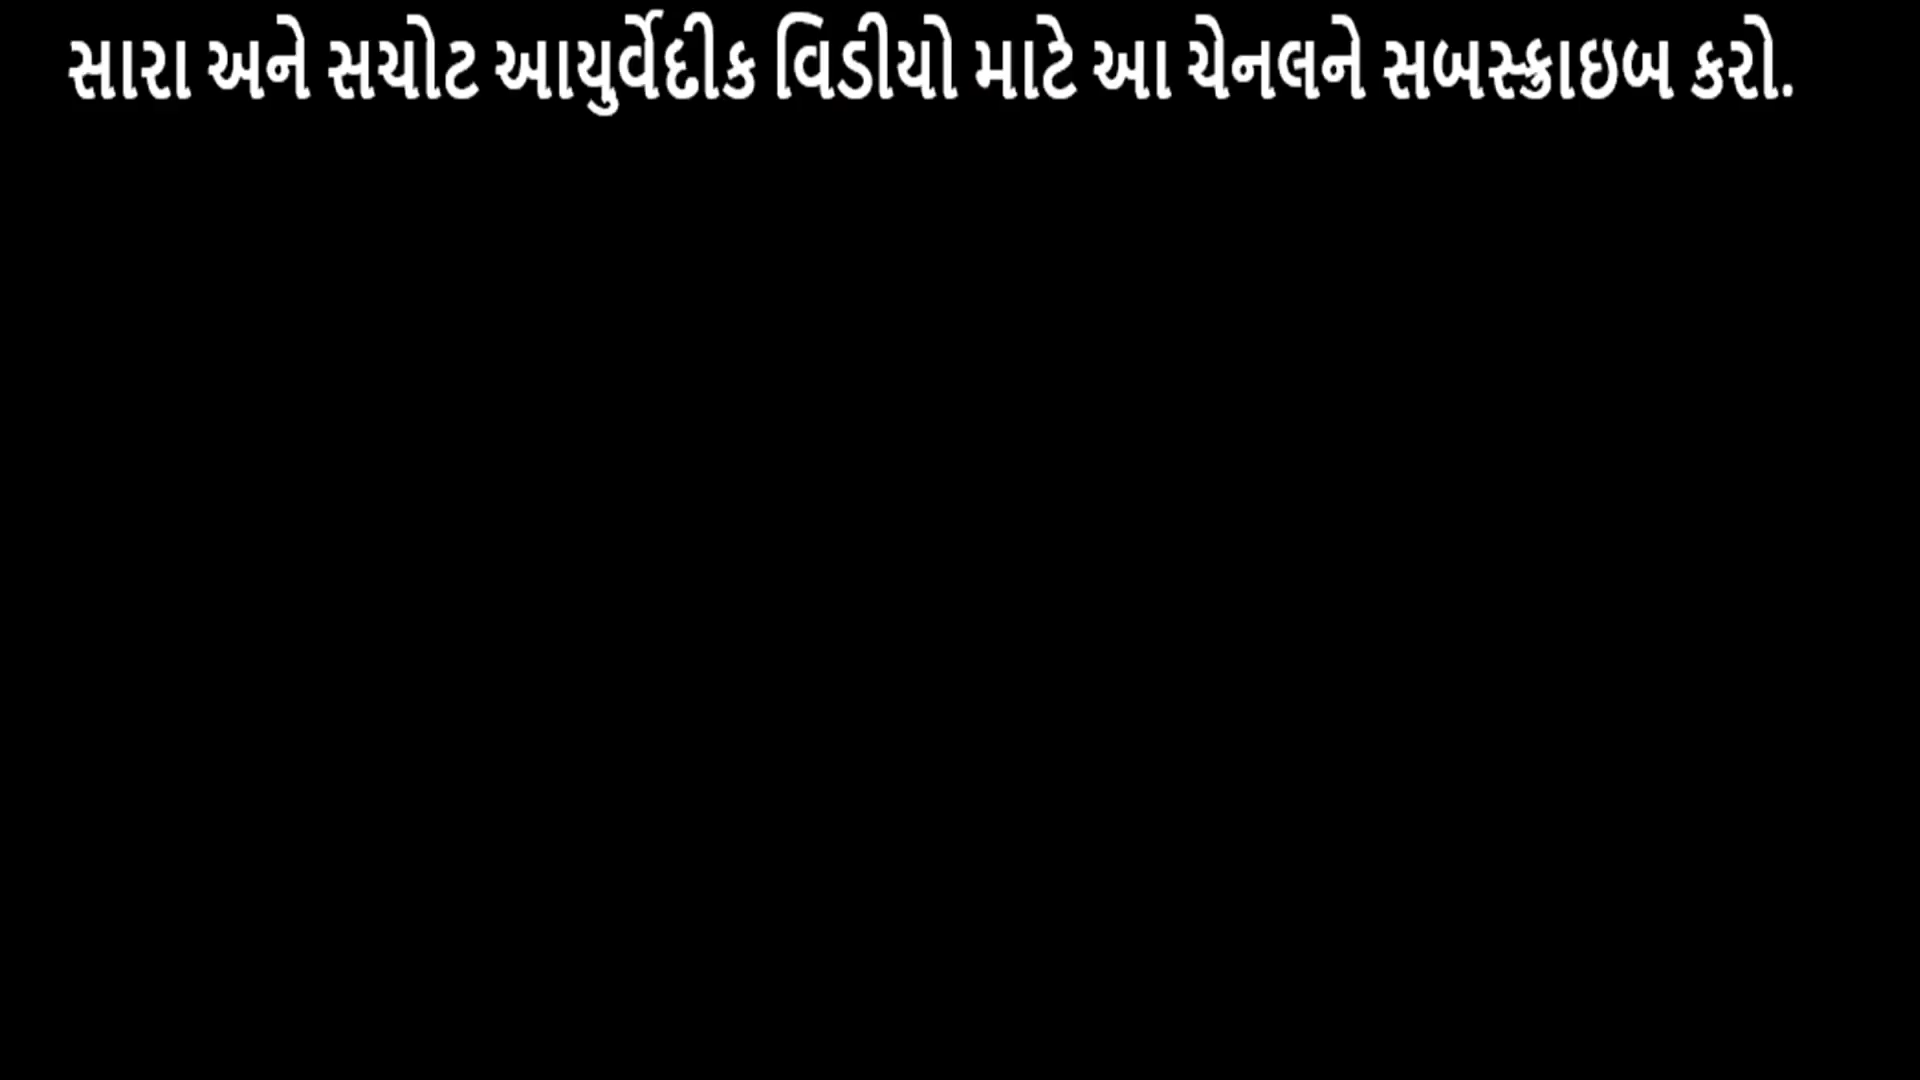 સારા અને સચોટ આયુર્વેદીક વિડીયો માટે આ ચેનલને સબસ્ક્રાઇબ કરો.